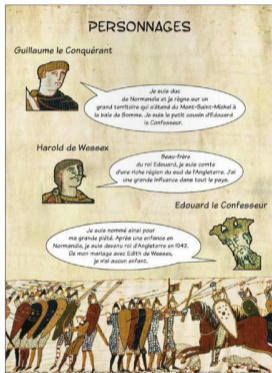 PERSONNAGES
Guillaume le Conquérant
Je suis duc
de Normandie et je règne sur un
grand territoire qui s'étend du Mont-Saint-Michel à
la baie de Somme. Je suis le petit cousin d'Edouard
le Confesseur.
Harold de Wessex
Beau-frère
du roi Edouard, je suis comte
d'une riche région du sud de l'Angleterre. J'ai
une grande influence dans tout le pays.
Edouard le Confesseur
Je suis nommé ainsi pour
ma grande piété. Après une enfance en
Normandie, je suis devenu roi d'Angleterre en 1042.
De mon mariage avec Edith de Wessex,
je n'ai aucun enfant.